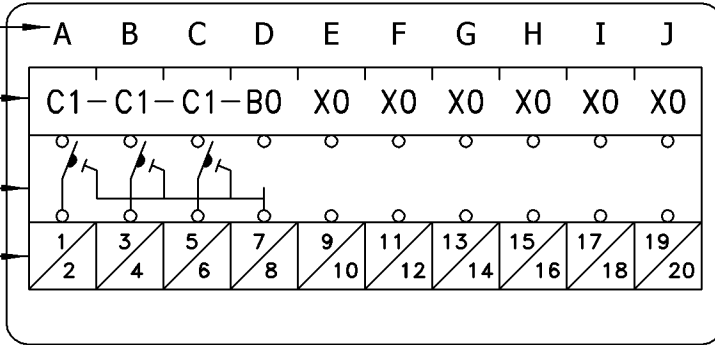 A B C D E F G H I J
C1-C1-C1-B0 X0 X0 X0 X0 X0 X0
1 3 5 7 9 11 13 15 17 19
2 4 6 8 10 12 14 16 18 20